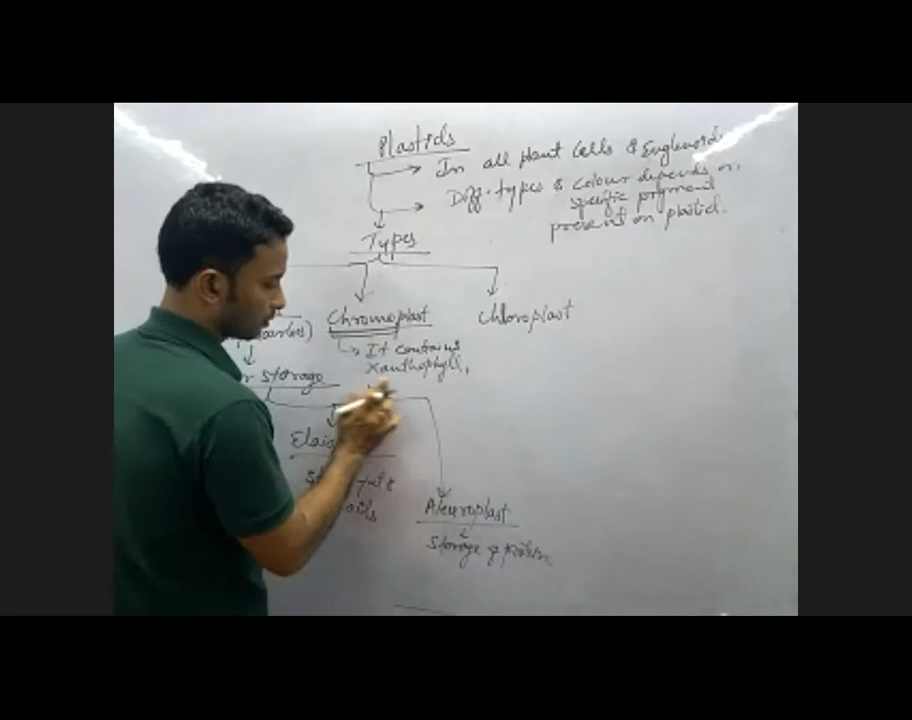 Plastids
In all plant cells & Euglenoid
Diff. types & colour depends on
specific pigment
present on plastid.
Types
Chromoplast
Chloroplast
It contains
xanthophyll,
storage
Aleuroplast
Storage of protein